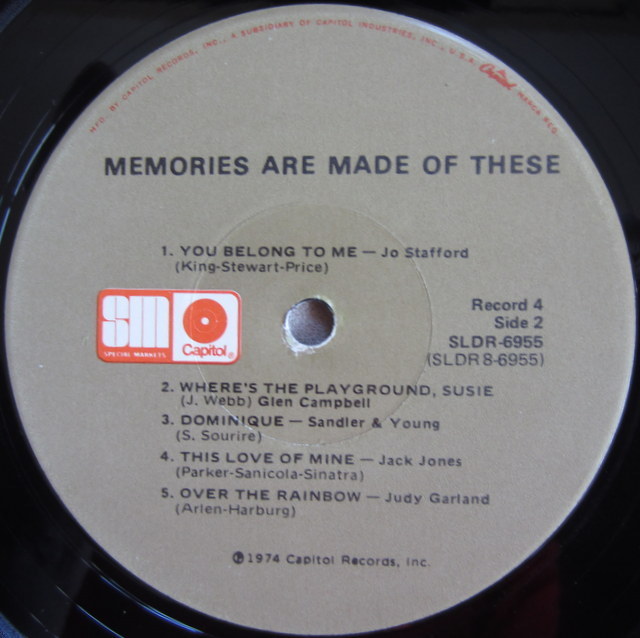 MFD. BY CAPITOL RECORDS, INC., A SUBSIDIARY OF CAPITOL INDUSTRIES, INC., U.S.A. Capitol MARCA REG.
MEMORIES ARE MADE OF THESE
1. YOU BELONG TO ME — Jo Stafford
(King-Stewart-Price)
SM
SPECIAL MARKETS
Capitol®
Record 4
Side 2
SLDR-6955
(SLDR 8-6955)
2. WHERE'S THE PLAYGROUND, SUSIE
(J. Webb) Glen Campbell
3. DOMINIQUE — Sandler & Young
(S. Sourire)
4. THIS LOVE OF MINE — Jack Jones
(Parker-Sanicola-Sinatra)
5. OVER THE RAINBOW — Judy Garland
(Arlen-Harburg)
℗1974 Capitol Records, Inc.